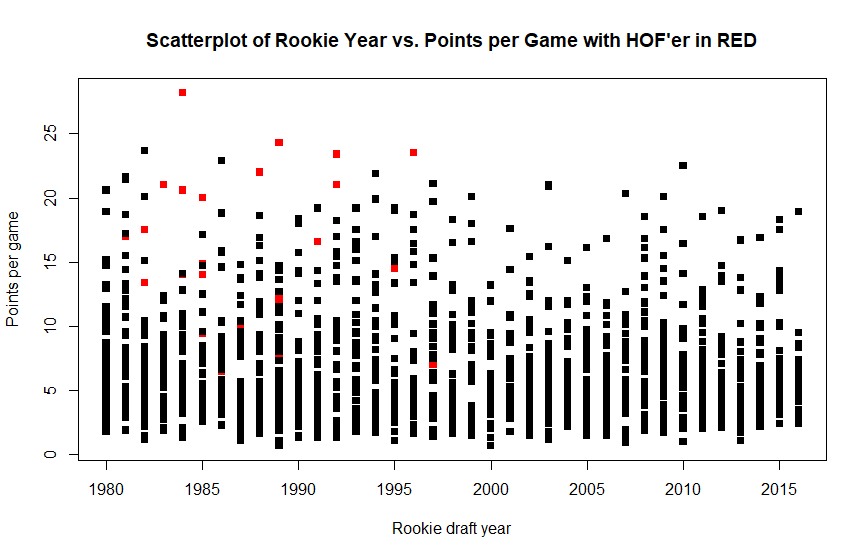 Scatterplot of Rookie Year vs. Points per Game with HOF'er in RED
Points per game
25
20
15
10
5
0
1980 1985 1990 1995 2000 2005 2010 2015
Rookie draft year